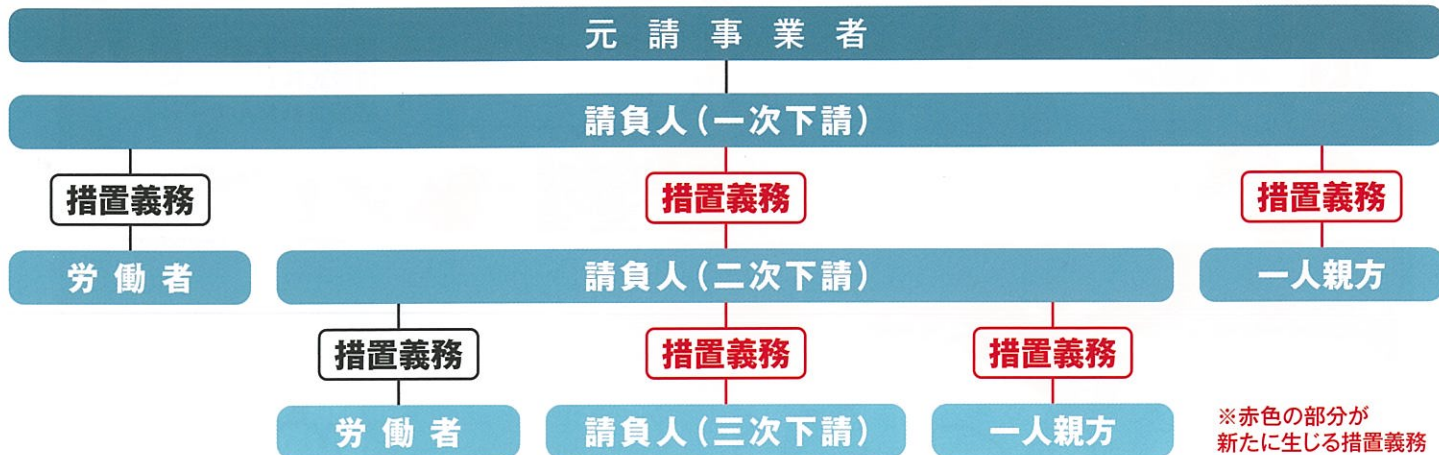 元請事業者
請負人(一次下請)
措置義務
措置義務
措置義務
労働者
請負人(二次下請)
一人親方
措置義務
措置義務
措置義務
労働者
請負人(三次下請)
一人親方
※赤色の部分が
新たに生じる措置義務